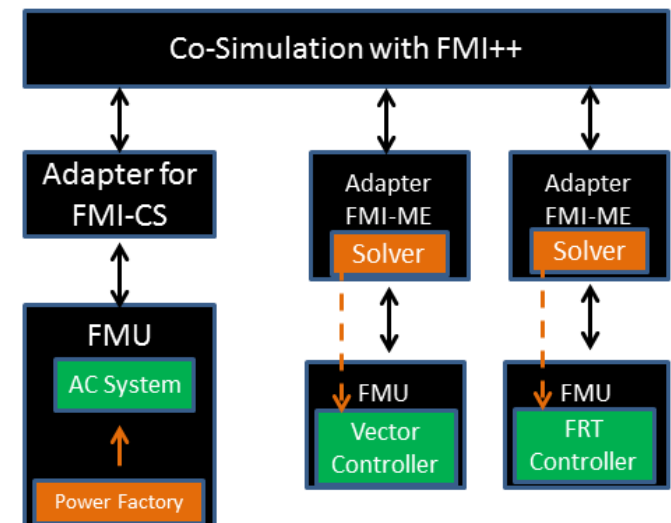 Co-Simulation with FMI++
Adapter for
FMI-CS
Adapter
FMI-ME
Solver
Adapter
FMI-ME
Solver
FMU
AC System
Power Factory
FMU
Vector
Controller
FMU
FRT
Controller